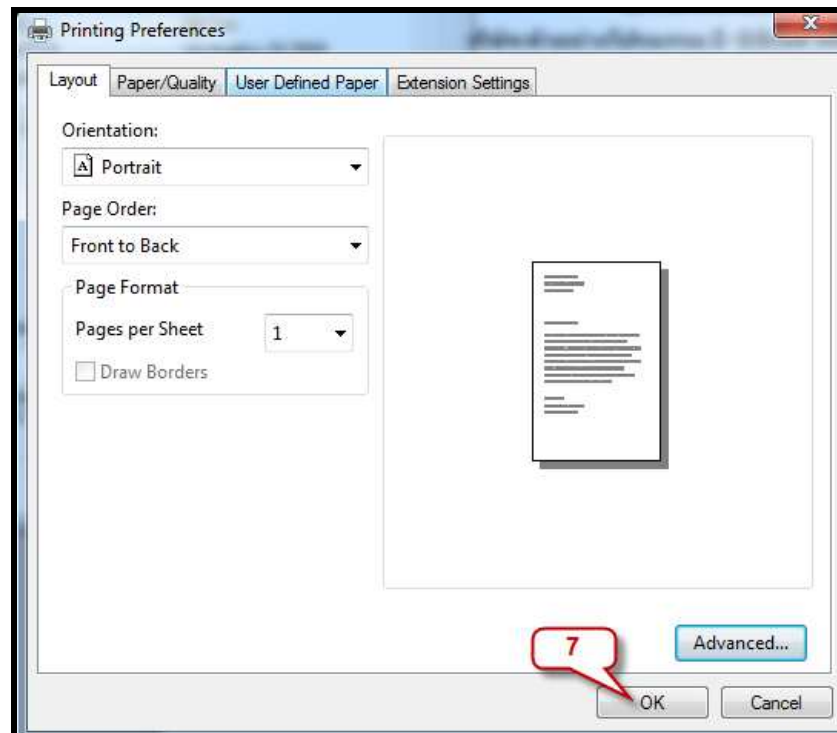 Printing Preferences
Layout Paper/Quality User Defined Paper Extension Settings
Orientation:
Portrait
Page Order:
Front to Back
Page Format
Pages per Sheet 1
Draw Borders
Advanced...
7
OK Cancel